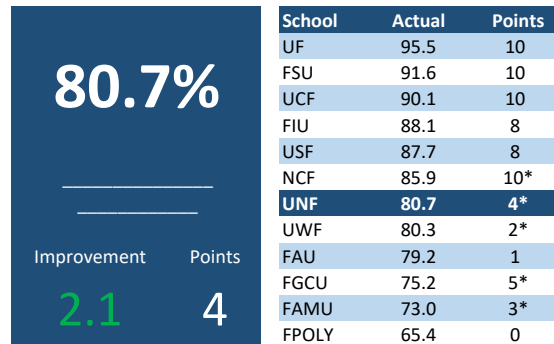 80.7%
Improvement Points
2.1 4
School Actual Points
UF 95.5 10
FSU 91.6 10
UCF 90.1 10
FIU 88.1 8
USF 87.7 8
NCF 85.9 10*
UNF 80.7 4*
UWF 80.3 2*
FAU 79.2 1
FGCU 75.2 5*
FAMU 73.0 3*
FPOLY 65.4 0